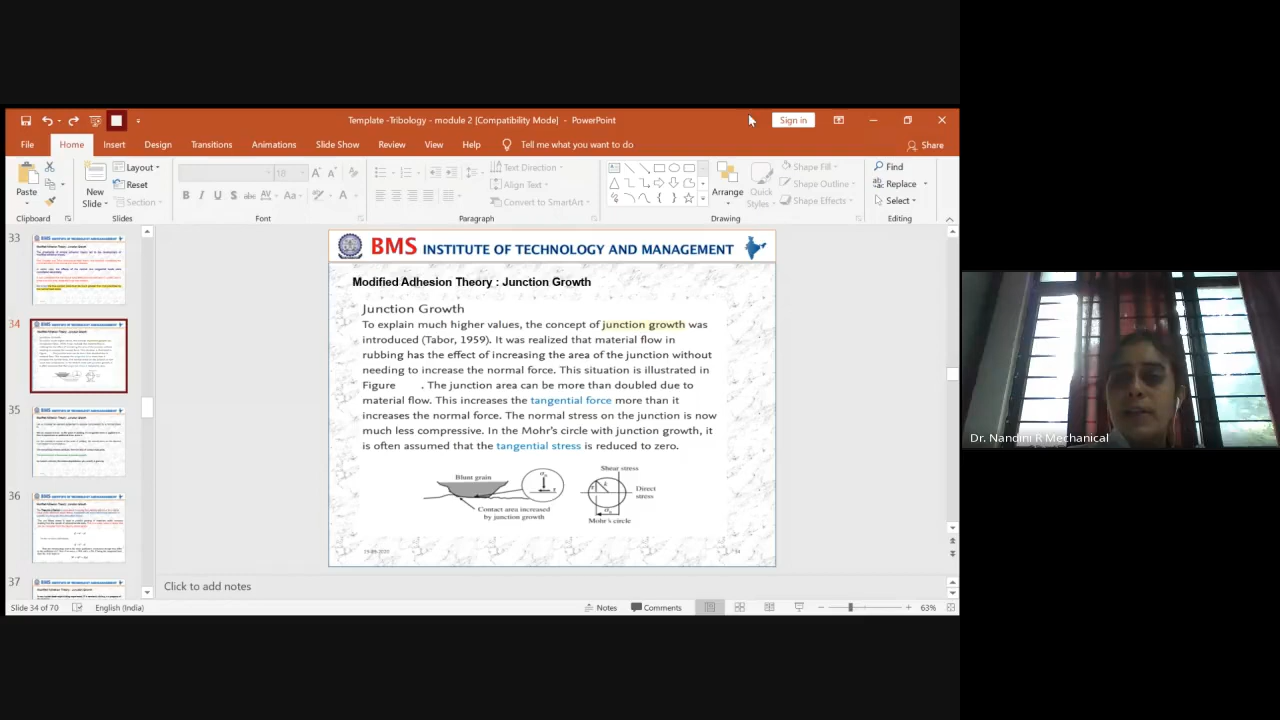 Template -Tribology - module 2 [Compatibility Mode] - PowerPoint
Sign in
File Home Insert Design Transitions Animations Slide Show Review View Help Tell me what you want to do Share
Paste
New
Slide
Layout
Reset
Section
18
B I U S abc AV Aa A
Text Direction
Align Text
Convert to SmartArt
Arrange
Quick
Styles
Shape Fill
Shape Outline
Shape Effects
Find
Replace
Select
Clipboard Slides Font Paragraph Drawing Editing
33
34
35
36
37
BMS INSTITUTE OF TECHNOLOGY AND MANAGEMENT
Modified Adhesion Theory - Junction Growth
Junction Growth
To explain much higher values, the concept of junction growth was
introduced (Tabor, 1959). It was realized that material flow in
rubbing has the effect to increase the area of the junction without
needing to increase the normal force. This situation is illustrated in
Figure . The junction area can be more than doubled due to
material flow. This increases the tangential force more than it
increases the normal force. The normal stress on the junction is now
much less compressive. In the Mohr's circle with junction growth, it
is often assumed that tangential stress is reduced to zero.
Blunt grain
Contact area increased
by junction growth
Shear stress
Direct
stress
Mohr's circle
34
Click to add notes
Slide 34 of 70 English (India) Notes Comments 63%
Dr. Nandini R Mechanical